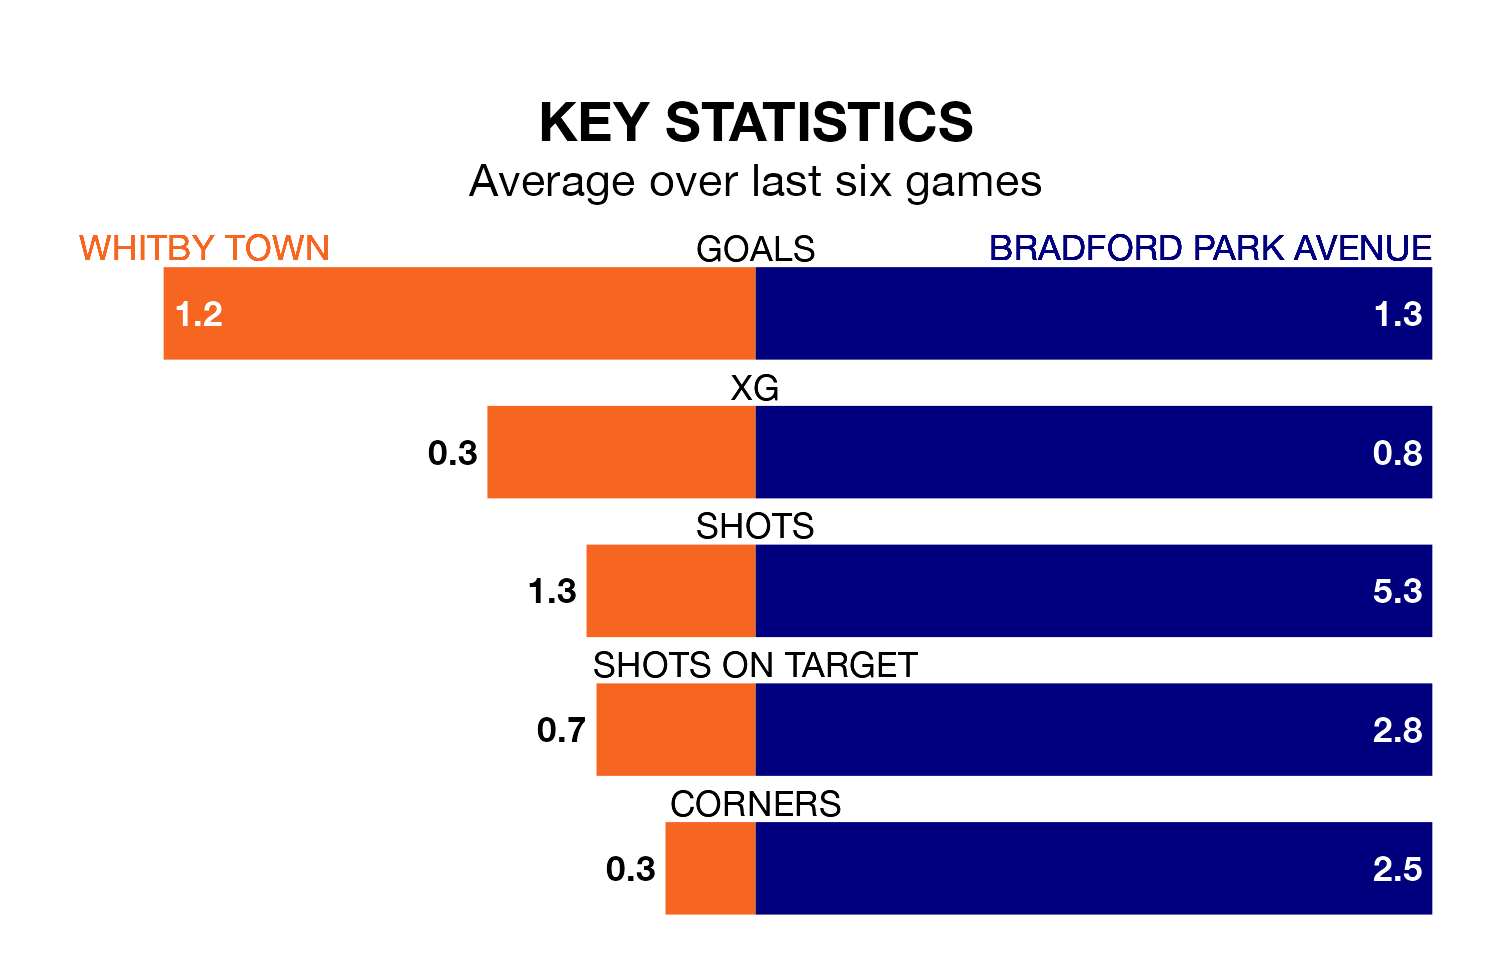 KEY STATISTICS
Average over last six games
WHITBY TOWN GOALS BRADFORD PARK AVENUE
1.2 1.3
XG
0.3 0.8
SHOTS
1.3 5.3
SHOTS ON TARGET
0.7 2.8
CORNERS
0.3 2.5